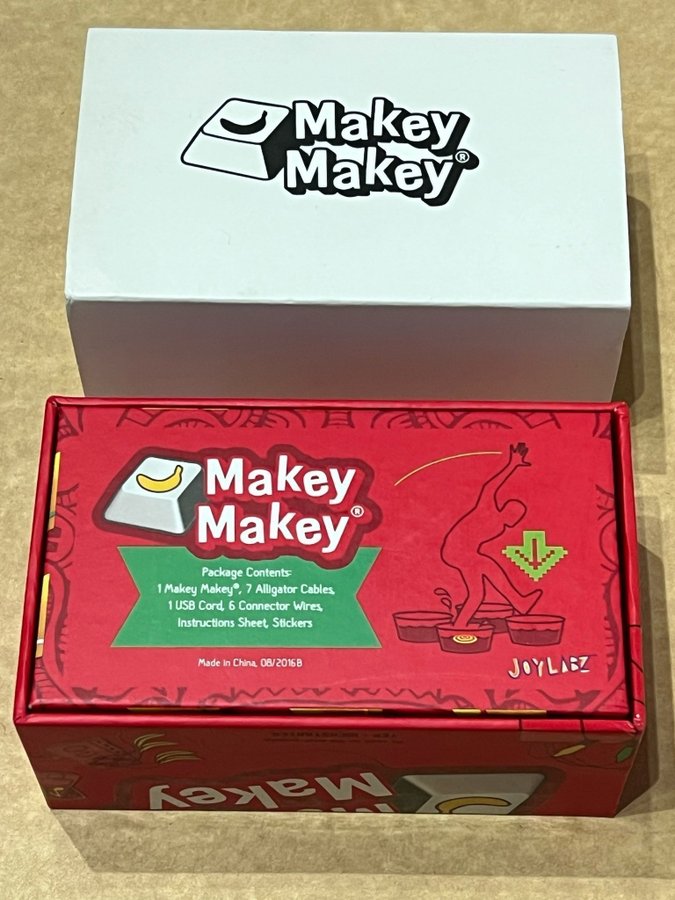 Makey
Makey®
Makey
Makey®
Package Contents:
1 Makey Makey®, 7 Alligator Cables,
1 USB Cord, 6 Connector Wires,
Instructions Sheet, Stickers
Made in China, 08/2016B
JOYLABZ
Makey